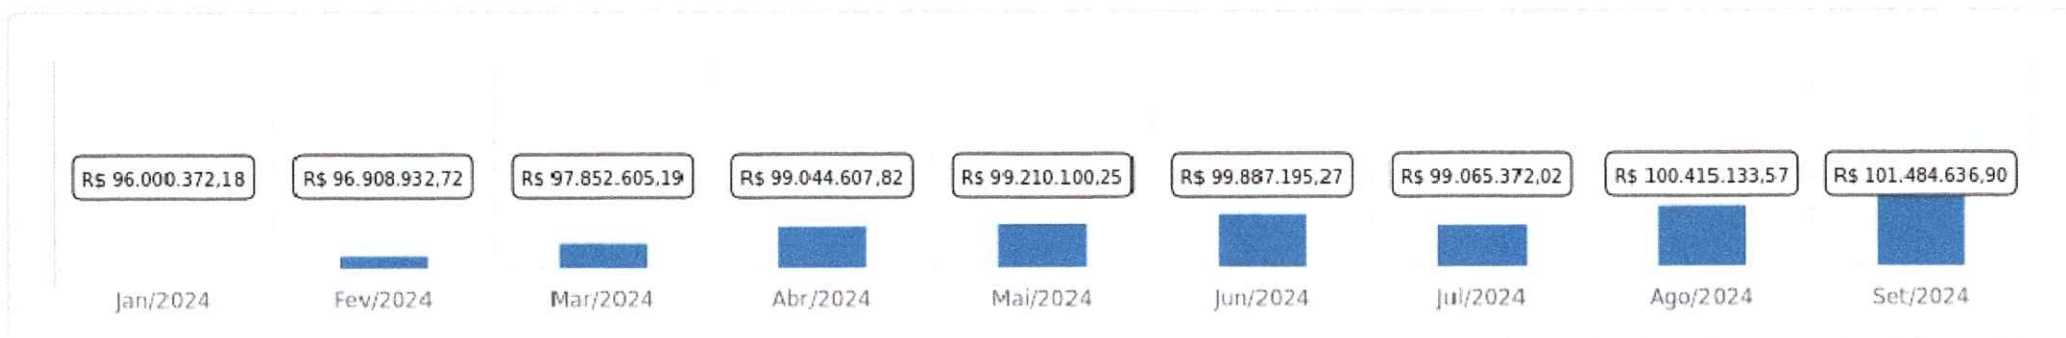 R$ 96.000.372,18 R$ 96.908.932,72 R$ 97.852.605,19 R$ 99.044.607,82 R$ 99.210.100,25 R$ 99.887.195,27 R$ 99.065.372,02 R$ 100.415.133,57 R$ 101.484.636,90
Jan/2024 Fev/2024 Mar/2024 Abr/2024 Mai/2024 Jun/2024 Jul/2024 Ago/2024 Set/2024